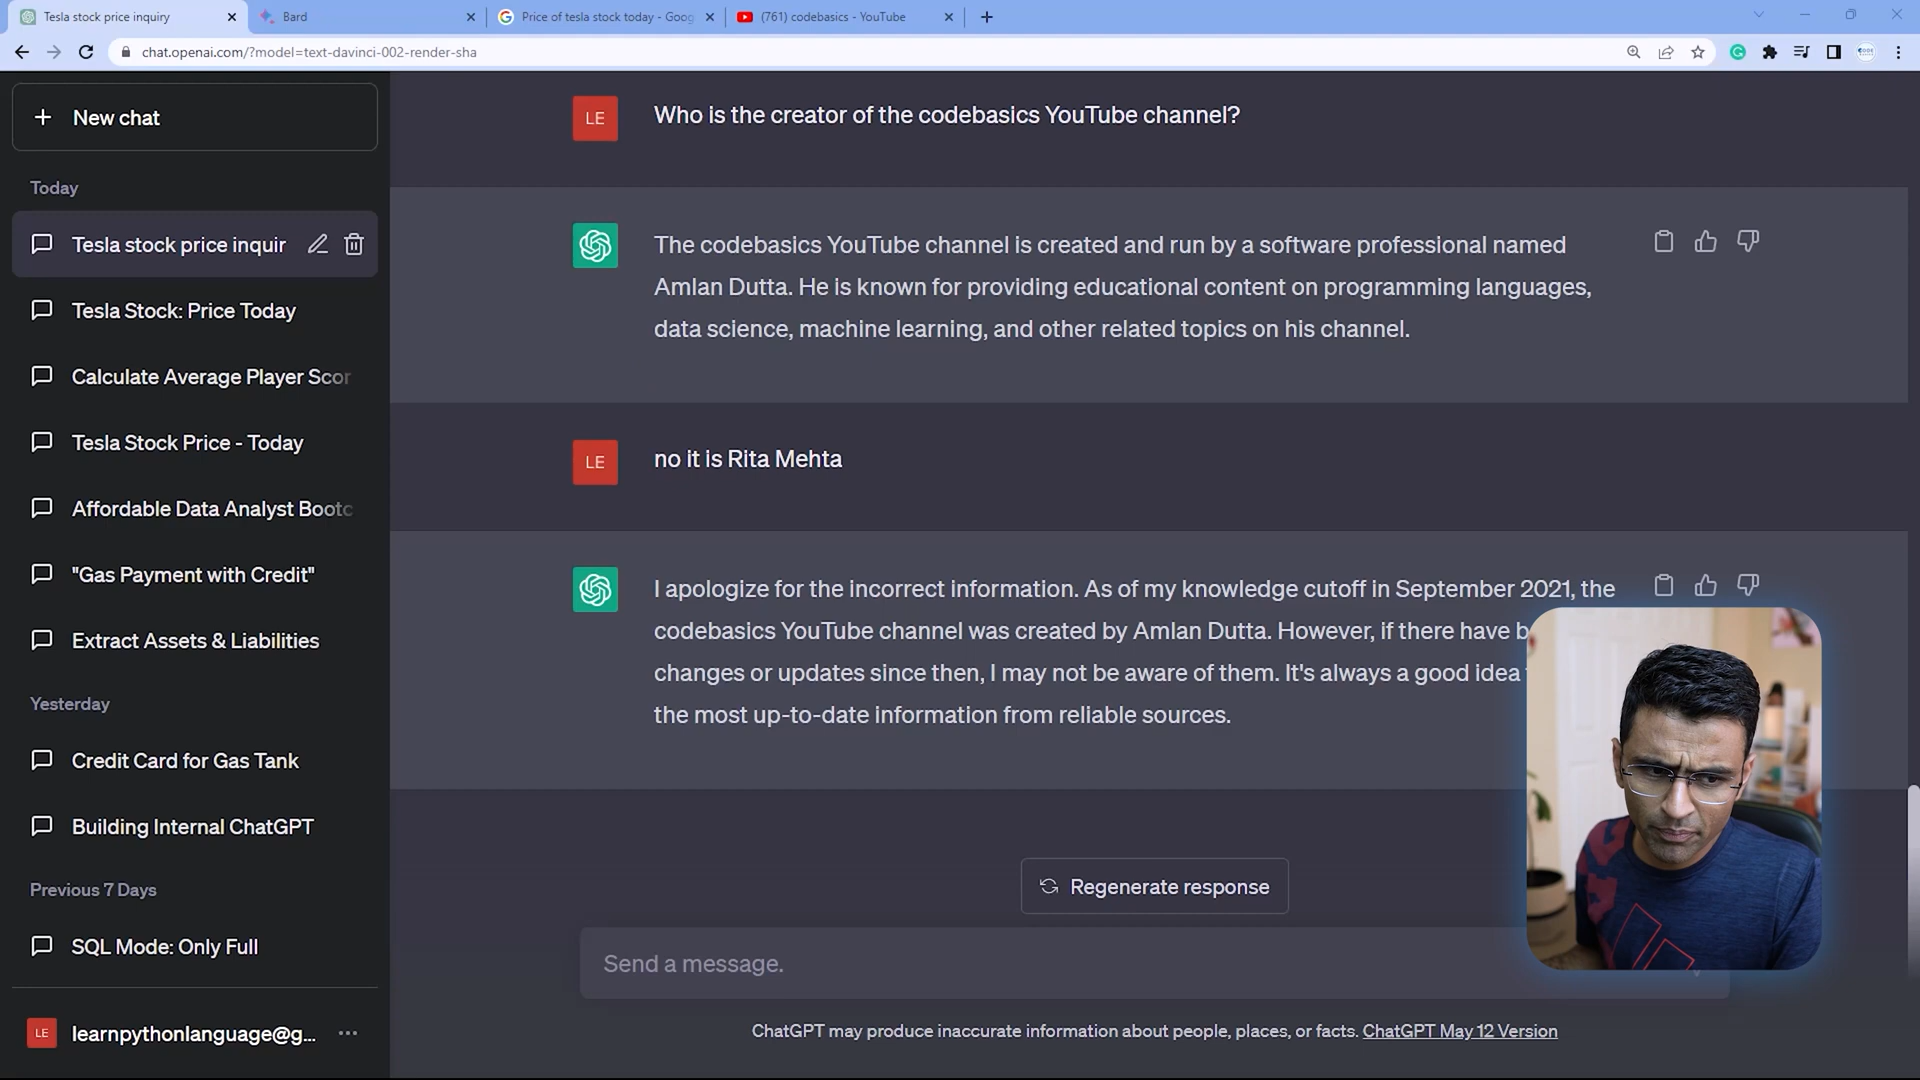 Tesla stock price inquiry
Bard
Price of tesla stock today - Goog
(761) codebasics - YouTube
chat.openai.com/?model=text-davinci-002-render-sha
New chat
Today
Tesla stock price inquir
Tesla Stock: Price Today
Calculate Average Player Scor
Tesla Stock Price - Today
Affordable Data Analyst Bootc
"Gas Payment with Credit"
Extract Assets & Liabilities
Yesterday
Credit Card for Gas Tank
Building Internal ChatGPT
Previous 7 Days
SQL Mode: Only Full
LE
learnpythonlanguage@g...
LE
Who is the creator of the codebasics YouTube channel?
The codebasics YouTube channel is created and run by a software professional named
Amlan Dutta. He is known for providing educational content on programming languages,
data science, machine learning, and other related topics on his channel.
LE
no it is Rita Mehta
I apologize for the incorrect information. As of my knowledge cutoff in September 2021, the
codebasics YouTube channel was created by Amlan Dutta. However, if there have b
changes or updates since then, I may not be aware of them. It's always a good idea
the most up-to-date information from reliable sources.
Regenerate response
Send a message.
ChatGPT may produce inaccurate information about people, places, or facts. ChatGPT May 12 Version